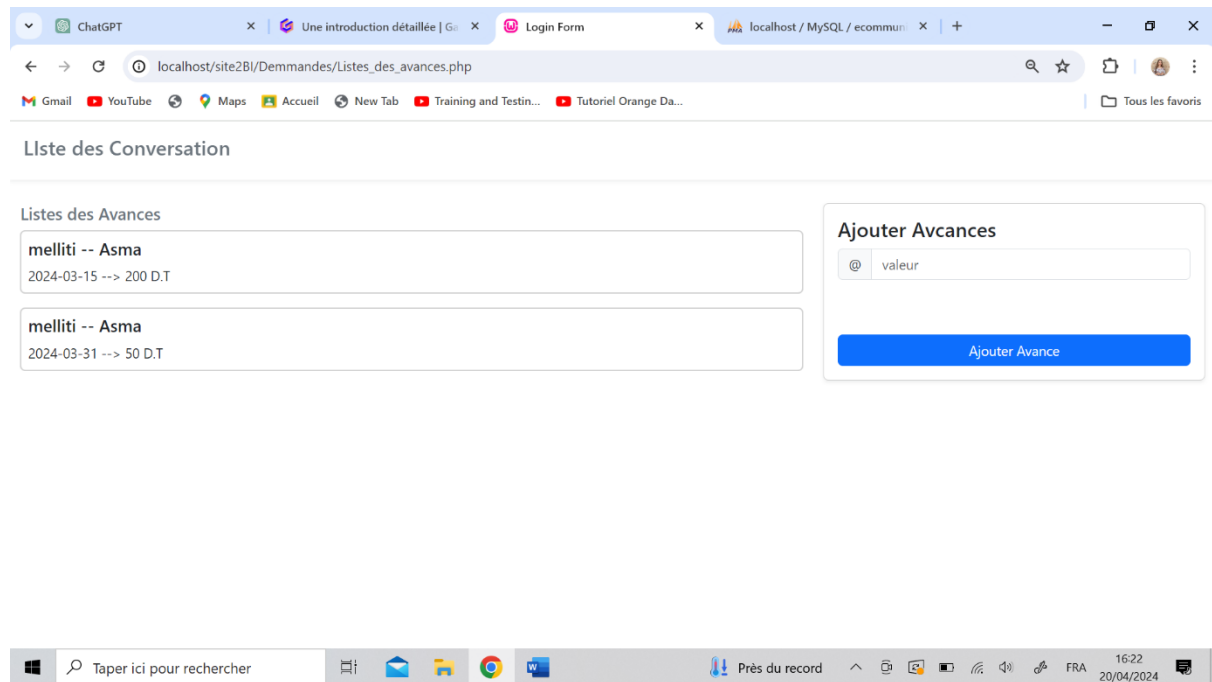 ChatGPT
Une introduction détaillée | Ga
Login Form
localhost / MySQL / ecommun
localhost/site2BI/Demmandes/Listes_des_avances.php
Gmail YouTube Maps Accueil New Tab Training and Testin... Tutoriel Orange Da... Tous les favoris
LIste des Conversation
Listes des Avances
melliti -- Asma
2024-03-15 --> 200 D.T
melliti -- Asma
2024-03-31 --> 50 D.T
Ajouter Avcances
@ valeur
Ajouter Avance
Taper ici pour rechercher
Près du record
FRA
16:22
20/04/2024